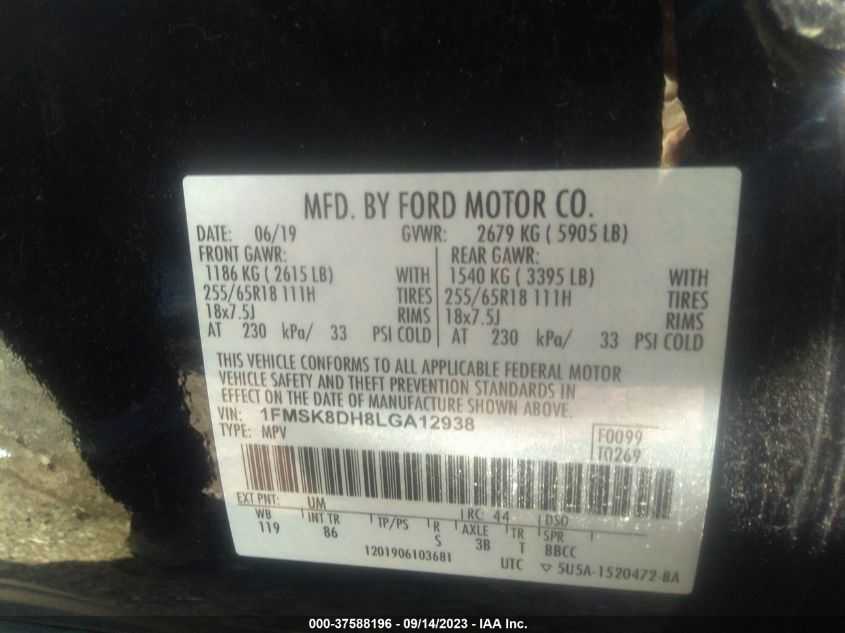 MFD. BY FORD MOTOR CO.
DATE: 06/19 GVWR: 2679 KG ( 5905 LB)
FRONT GAWR: REAR GAWR:
1186 KG ( 2615 LB) WITH 1540 KG ( 3395 LB) WITH
255/65R18 111H TIRES 255/65R18 111H TIRES
18x7.5J RIMS 18x7.5J RIMS
AT 230 kPa/ 33 PSI COLD AT 230 kPa/ 33 PSI COLD
THIS VEHICLE CONFORMS TO ALL APPLICABLE FEDERAL MOTOR
VEHICLE SAFETY AND THEFT PREVENTION STANDARDS IN
EFFECT ON THE DATE OF MANUFACTURE SHOWN ABOVE.
VIN: 1FMSK8DH8LGA12938
TYPE: MPV F0099
T0269
EXT PNT: UM RC: 44 DSO
WB INT TR TP/PS R AXLE TR SPR
119 86 S 3B T BBCC
1201906103681 UTC ▽ 5U5A-1520472-BA
000-37588196 - 09/14/2023 - IAA Inc.